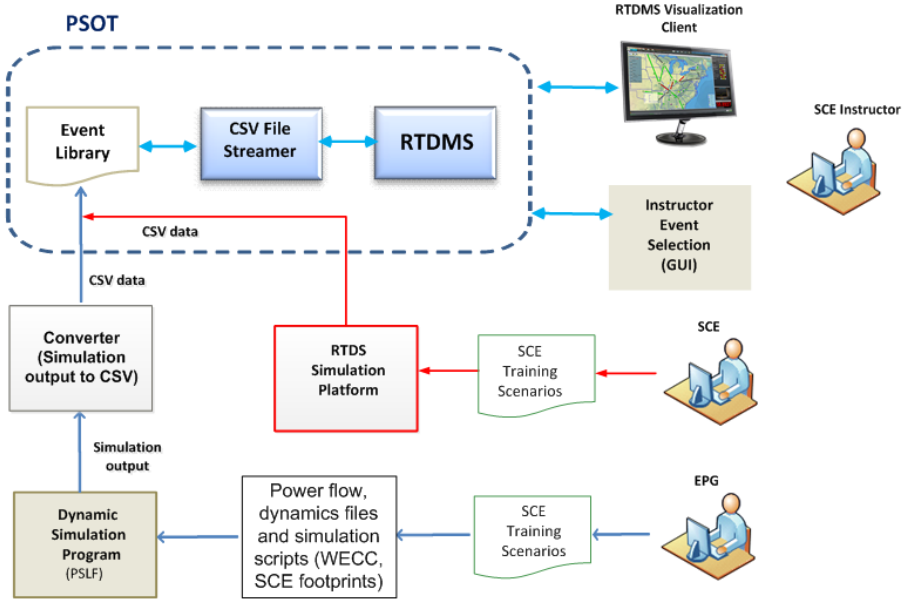 PSOT
RTDMS Visualization
Client
SCE Instructor
Event
Library
CSV File
Streamer
RTDMS
Instructor
Event
Selection
(GUI)
CSV data
CSV data
Converter
(Simulation
output to CSV)
RTDS
Simulation
Platform
SCE
Training
Scenarios
SCE
Simulation
output
Dynamic
Simulation
Program
(PSLF)
Power flow,
dynamics files
and simulation
scripts (WECC,
SCE footprints)
SCE
Training
Scenarios
EPG